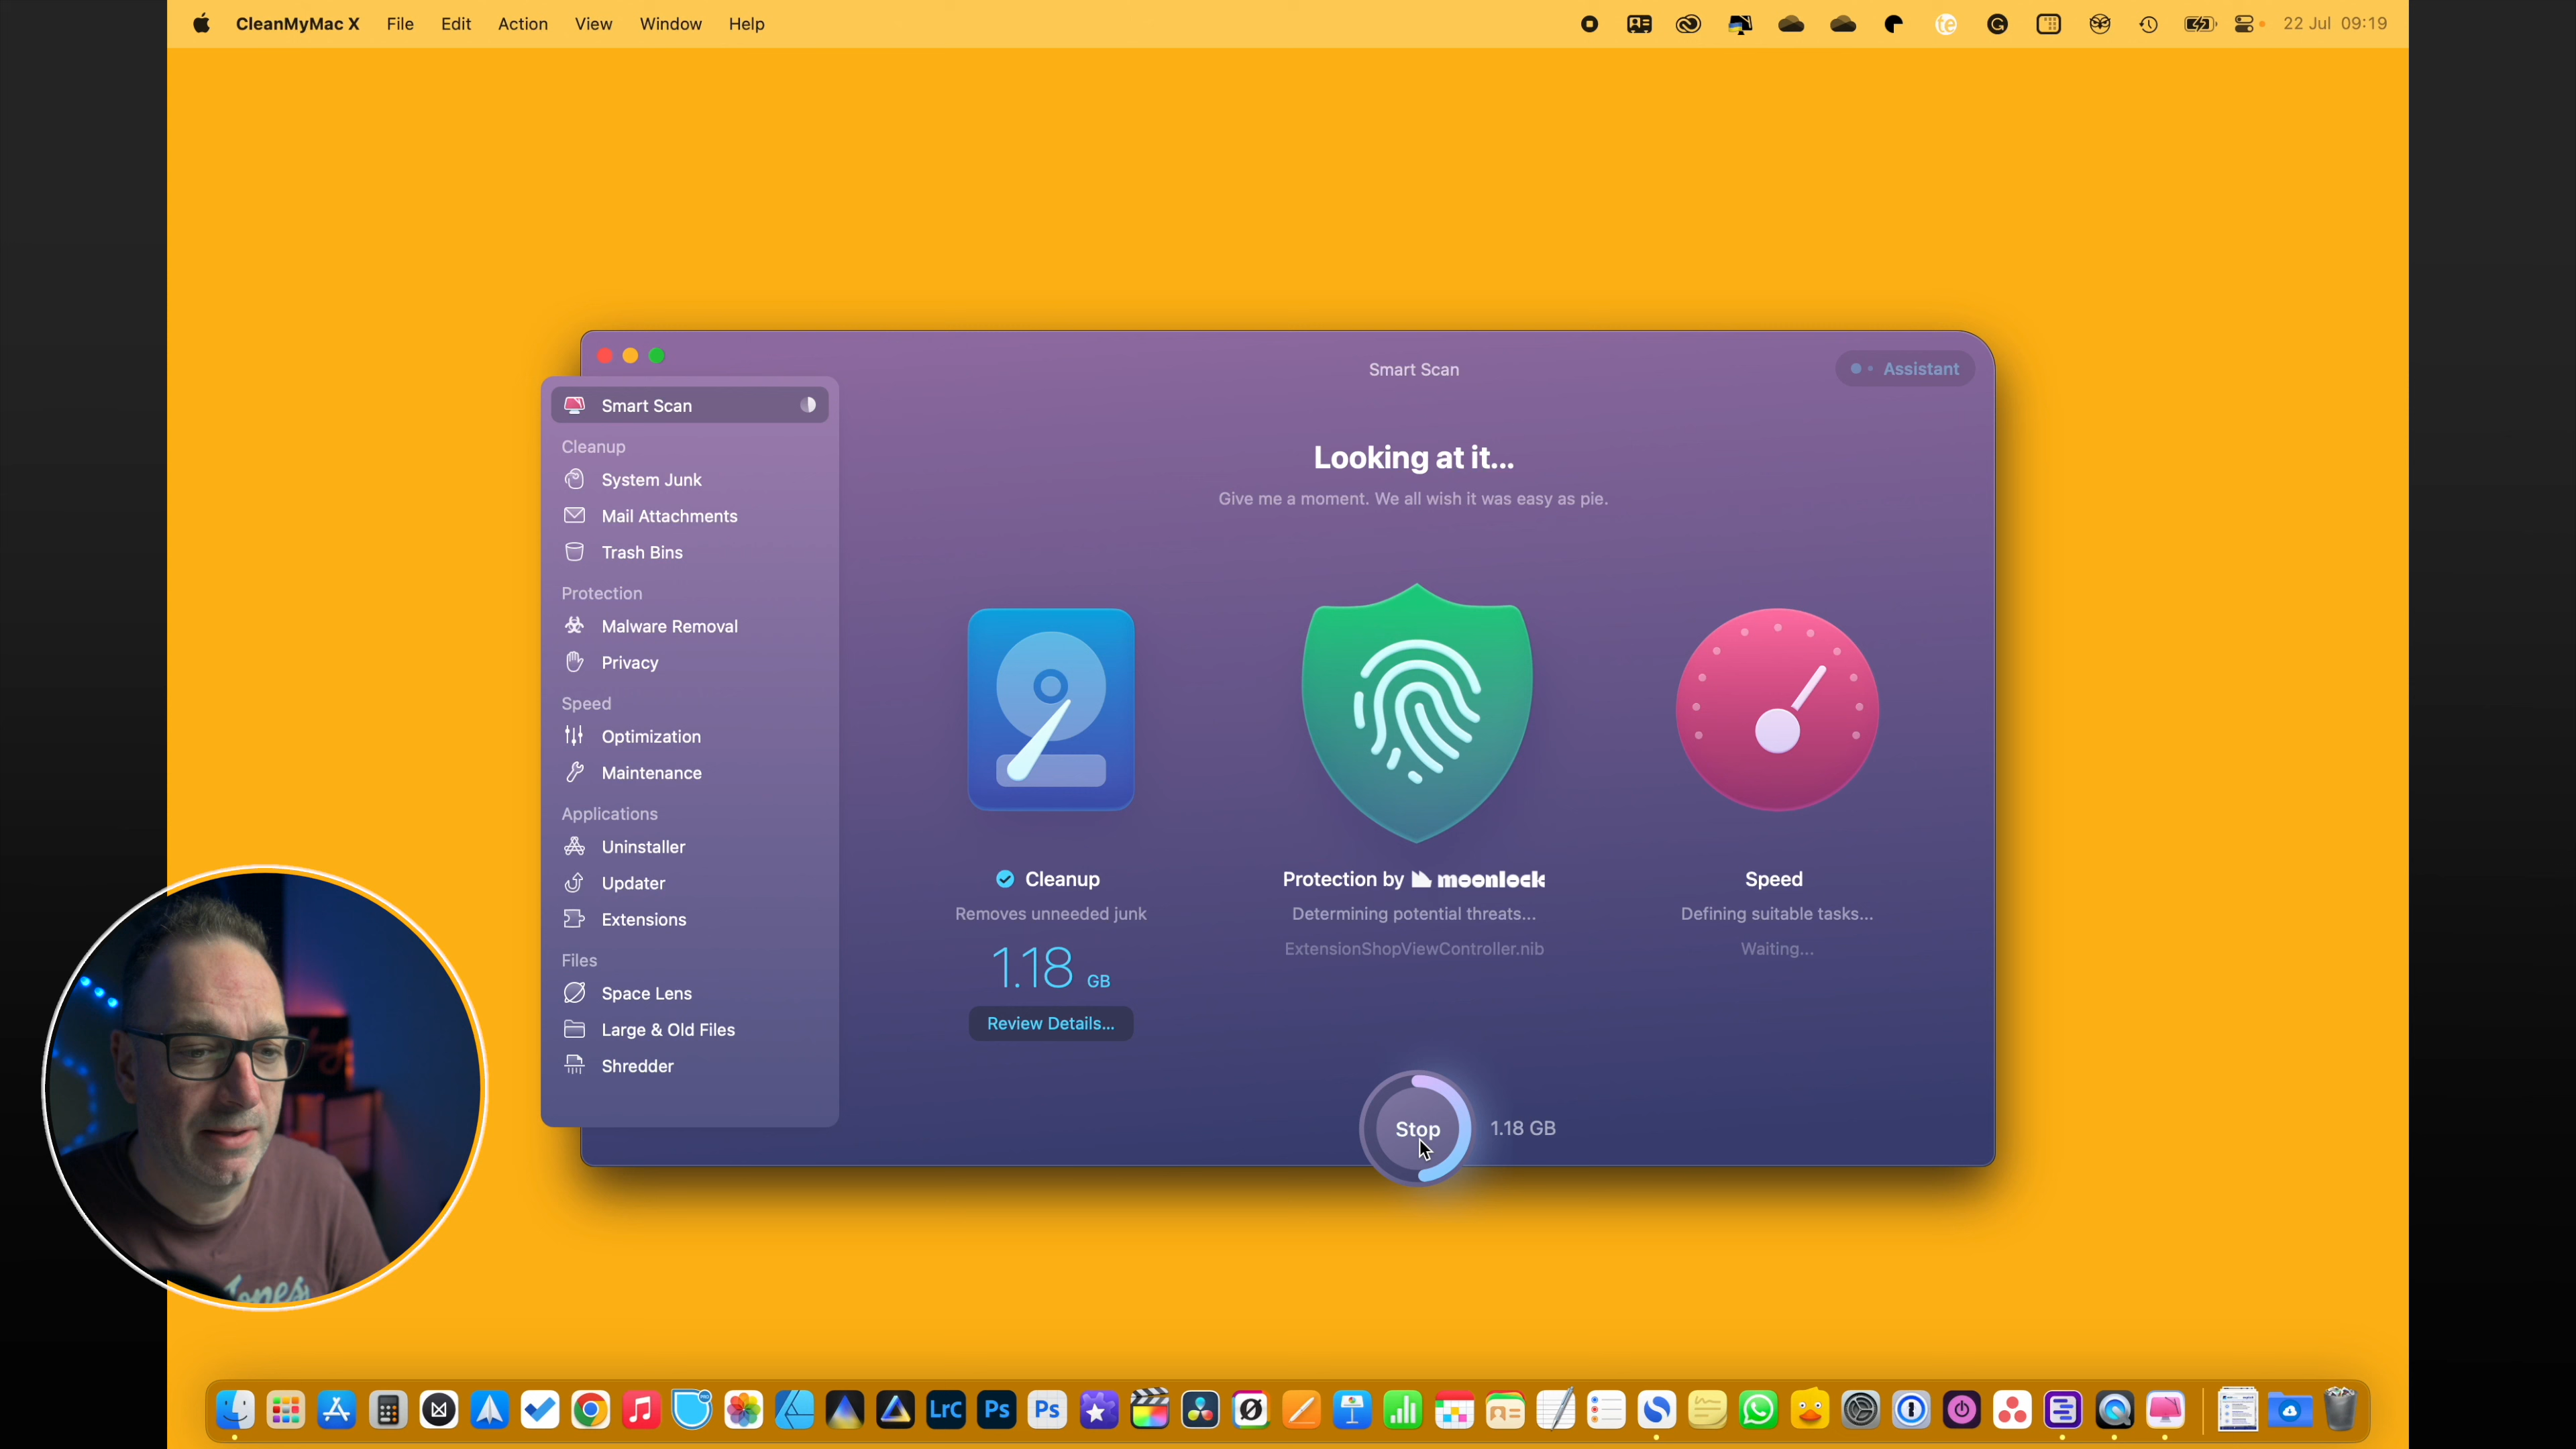 CleanMyMac X File Edit Action View Window Help
22 Jul 09:19
Smart Scan
Assistant
Smart Scan
Cleanup
System Junk
Mail Attachments
Trash Bins
Protection
Malware Removal
Privacy
Speed
Optimization
Maintenance
Applications
Uninstaller
Updater
Extensions
Files
Space Lens
Large & Old Files
Shredder
Looking at it...
Give me a moment. We all wish it was easy as pie.
Cleanup
Removes unneeded junk
1.18 GB
Review Details...
Protection by moonlock
Determining potential threats...
ExtensionShopViewController.nib
Speed
Defining suitable tasks...
Waiting...
Stop
1.18 GB
Jones
LrC
Ps
Ps